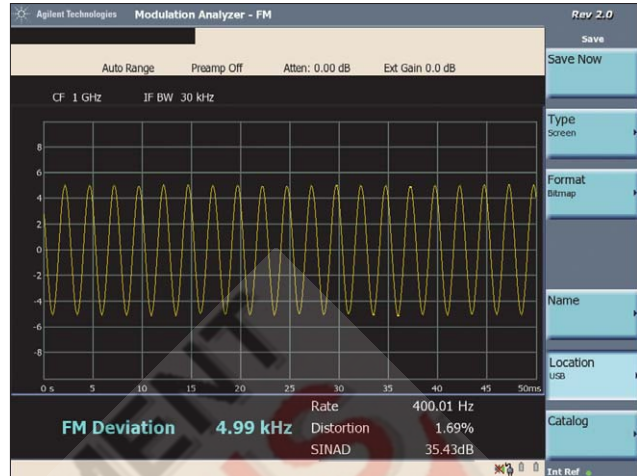 Agilent Technologies Modulation Analyzer - FM Rev 2.0
Save
Auto Range Preamp Off Atten: 0.00 dB Ext Gain 0.0 dB
CF 1 GHz IF BW 30 kHz
8
6
4
2
0
-2
-4
-6
-8
0 s 5 10 15 20 25 30 35 40 45 50ms
FM Deviation 4.99 kHz
Rate 400.01 Hz
Distortion 1.69%
SINAD 35.43dB
Save Now
Type
Screen
Format
Bitmap
Name
Location
USB
Catalog
Int Ref